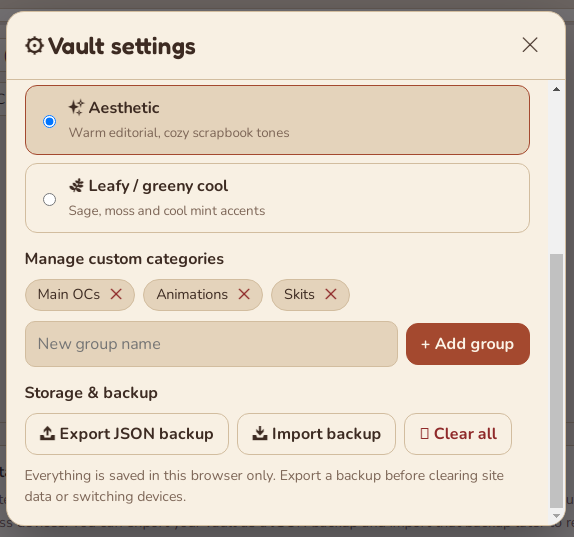 Vault settings
Aesthetic
Warm editorial, cozy scrapbook tones
Leafy / greeny cool
Sage, moss and cool mint accents
Manage custom categories
Main OCs
Animations
Skits
New group name
+ Add group
Storage & backup
Export JSON backup
Import backup
Clear all
Everything is saved in this browser only. Export a backup before clearing site
data or switching devices.